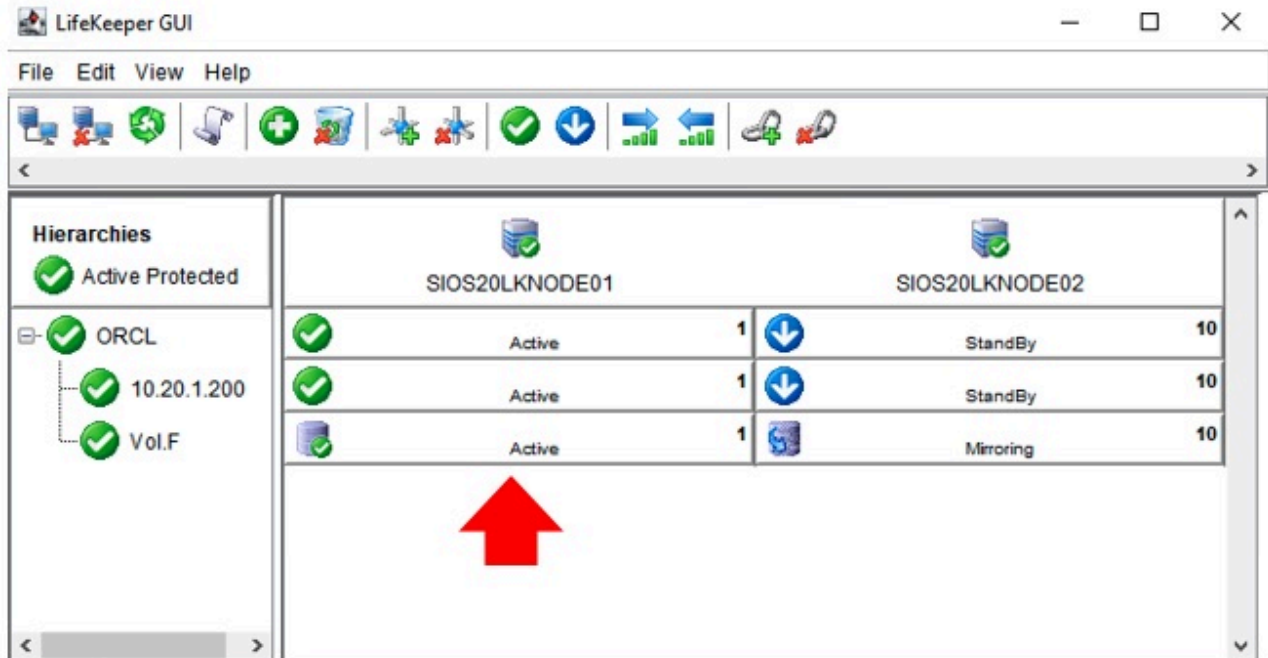 LifeKeeper GUI
File Edit View Help
Hierarchies
Active Protected
SIOS20LKNODE01 SIOS20LKNODE02
ORCL Active 1 StandBy 10
10.20.1.200 Active 1 StandBy 10
Vol.F Active 1 Mirroring 10